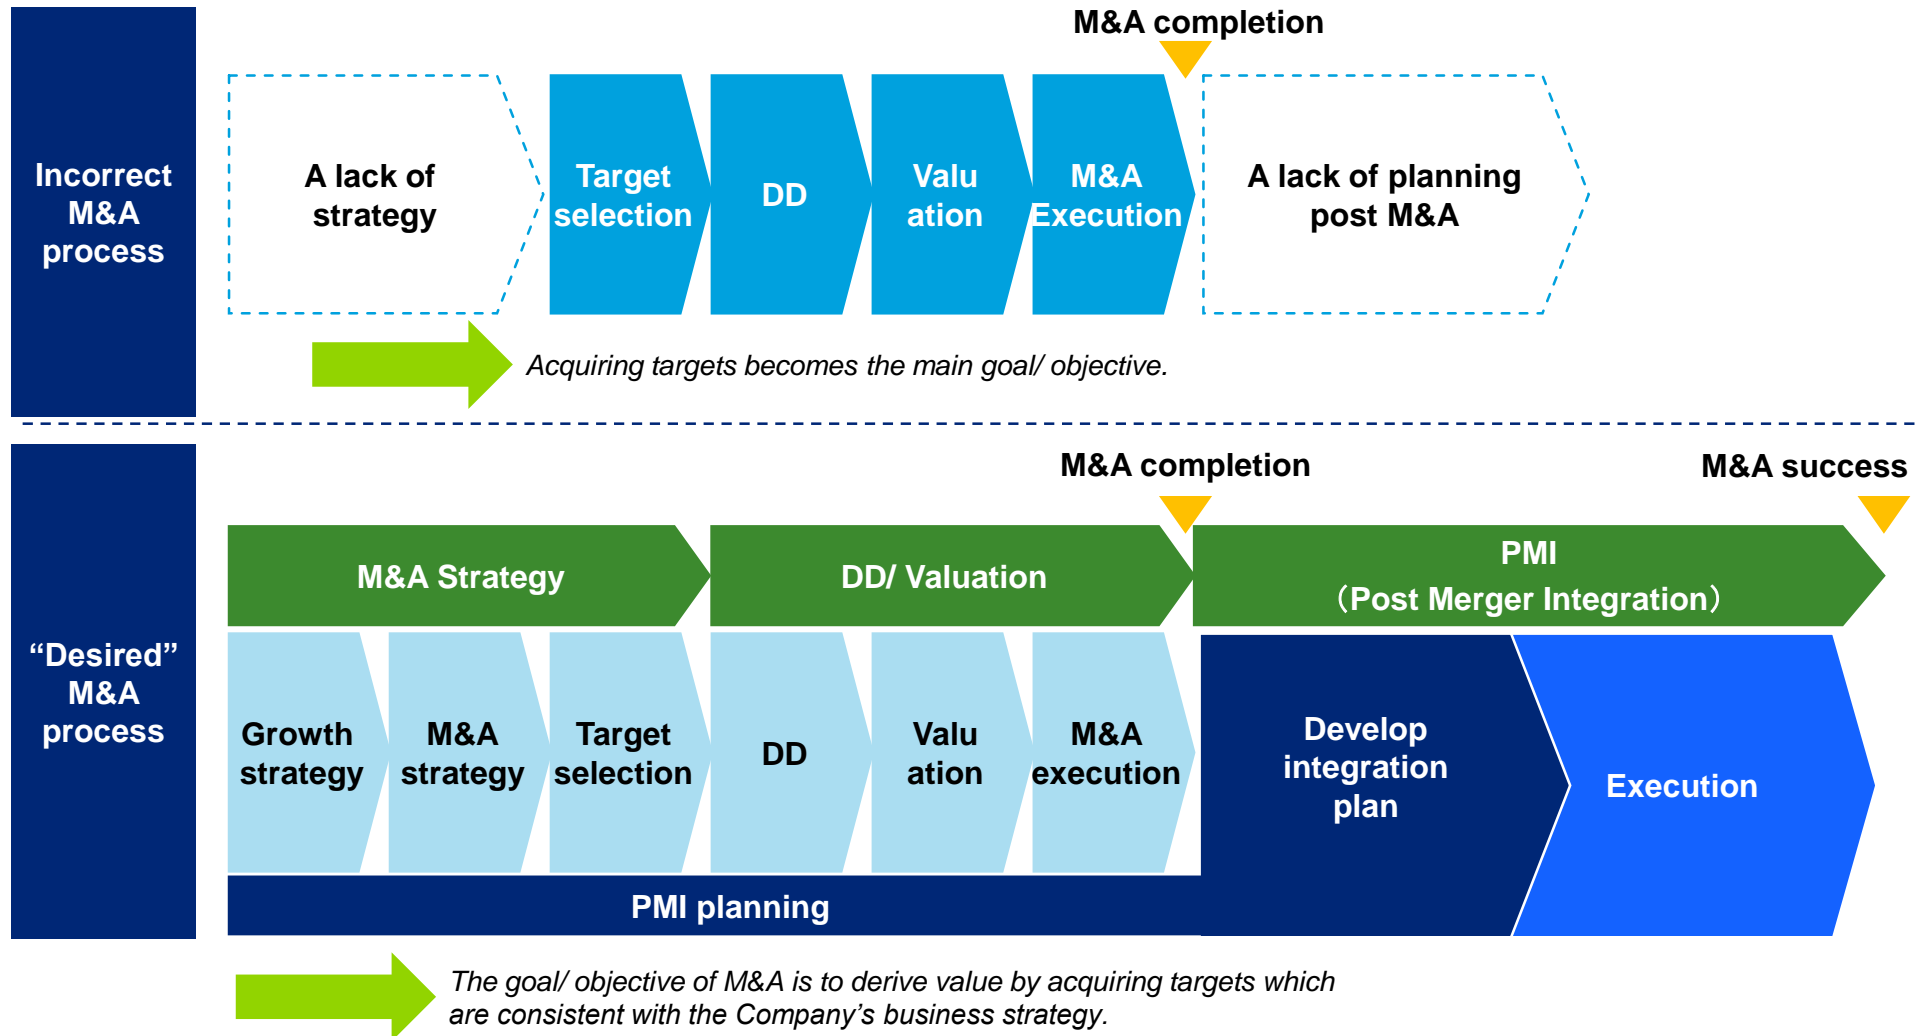 M&A completion
Incorrect
M&A
process
A lack of
strategy
Target
selection
DD
Valu
ation
M&A
Execution
A lack of planning
post M&A
Acquiring targets becomes the main goal/ objective.
M&A completion
M&A success
“Desired”
M&A
process
M&A Strategy
DD/ Valuation
PMI
（Post Merger Integration）
Growth
strategy
M&A
strategy
Target
selection
DD
Valu
ation
M&A
execution
Develop
integration
plan
Execution
PMI planning
The goal/ objective of M&A is to derive value by acquiring targets which
are consistent with the Company’s business strategy.